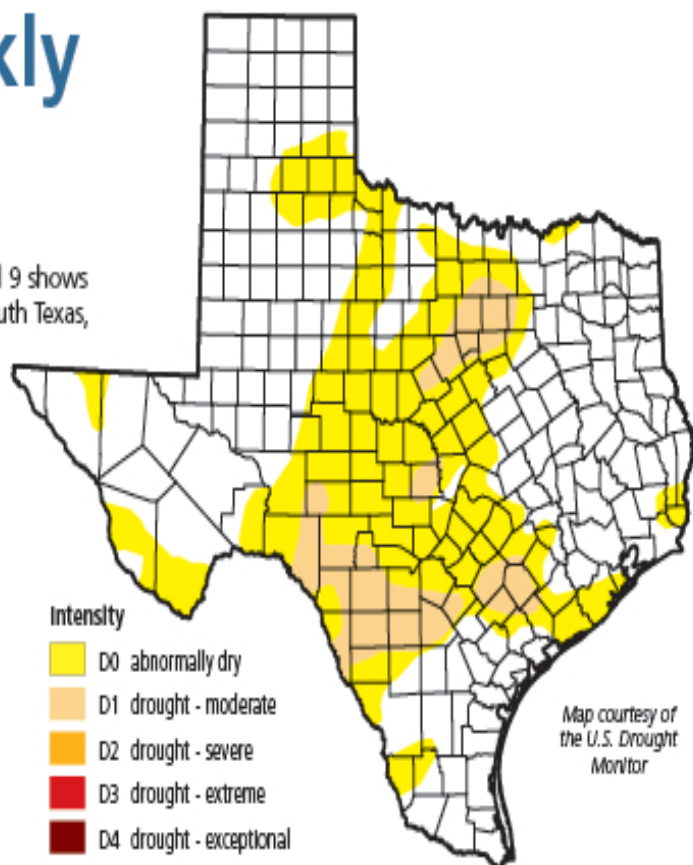 kly
l 9 shows
uth Texas,
Intensity
D0 abnormally dry
D1 drought - moderate
D2 drought - severe
D3 drought - extreme
D4 drought - exceptional
Map courtesy of
the U.S. Drought
Monitor